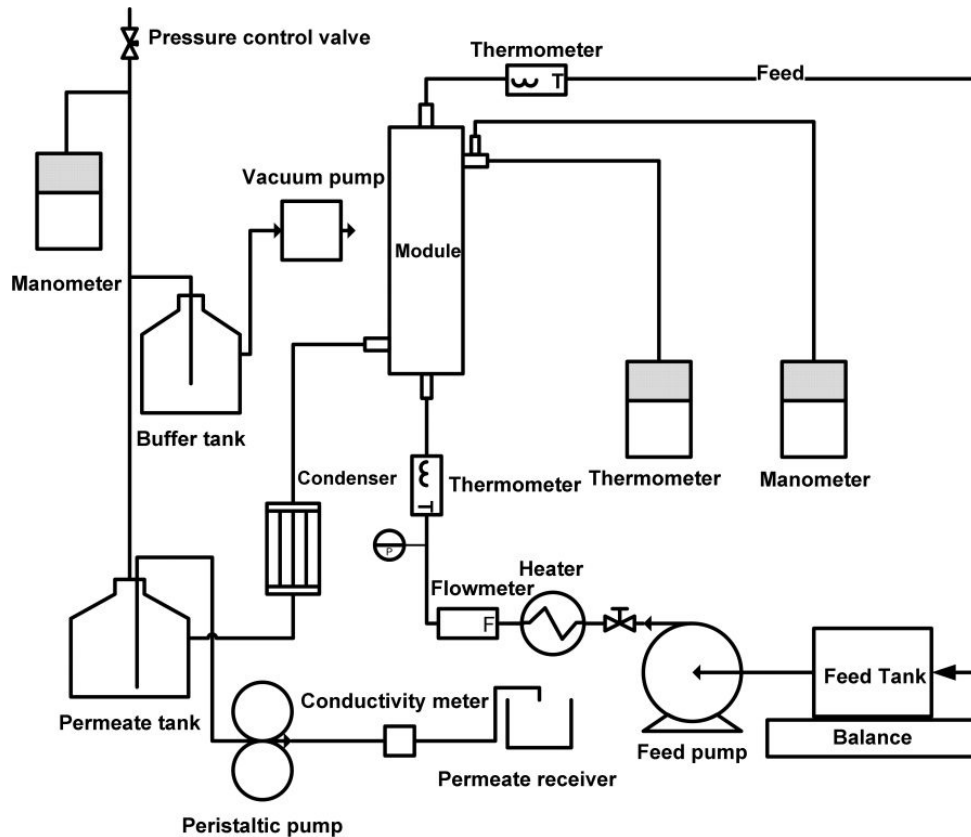 Pressure control valve
Thermometer
T
Feed
Vacuum pump
Module
Manometer
Buffer tank
Condenser
Thermometer
T
Thermometer
Manometer
P
Heater
Flowmeter
F
Feed Tank
Permeate tank
Conductivity meter
Feed pump
Balance
Permeate receiver
Peristaltic pump